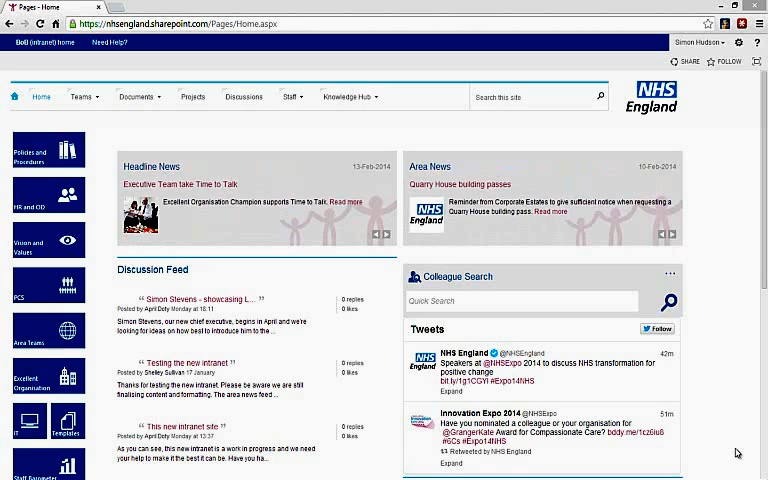 Pages - Home
https://nhsengland.sharepoint.com/Pages/Home.aspx
BoB (intranet) home
Need Help?
Simon Hudson
SHARE
FOLLOW
Home
Teams
Documents
Projects
Discussions
Staff
Knowledge Hub
Search this site
NHS
England
Policies and
Procedures
HR and OD
Vision and
Values
PCS
Area Teams
Excellent
Organisation
IT
Templates
Staff Barometer
Headline News
13-Feb-2014
Executive Team take Time to Talk
Excellent Organisation Champion supports Time to Talk. Read more
Area News
10-Feb-2014
Quarry House building passes
NHS
England
Reminder from Corporate Estates to give sufficient notice when requesting a
Quarry House building pass. Read more
Discussion Feed
“ Simon Stevens - showcasing L... ”
0 replies
Posted by April Dety Monday at 18:11
0 likes
Simon Stevens, our new chief executive, begins in April and we're
looking for ideas on how best to introduce him to the ...
“ Testing the new intranet ”
0 replies
Posted by Shelley Sullivan 17 January
0 likes
Thanks for testing the new intranet. Please be aware we are still
finalising content and formatting. The area news feed ...
“ This new intranet site ”
0 replies
Posted by April Dety Monday at 13:37
0 likes
As you can see, this new intranet is a work in progress and we need
your help to make it the best it can be. Have you ha...
Colleague Search
...
Quick Search
Tweets
Follow
NHS
England
NHS England @NHSEngland
42m
Speakers at @NHSExpo 2014 to discuss NHS transformation for
positive change
bit.ly/1g1CGYI #Expo14NHS
Expand
Innovation Expo 2014 @NHSExpo
51m
Have you nominated a colleague or your organisation for
@GrangerKate Award for Compassionate Care? bddy.me/1cz6iu8
#6Cs #Expo14NHS
Retweeted by NHS England
Expand